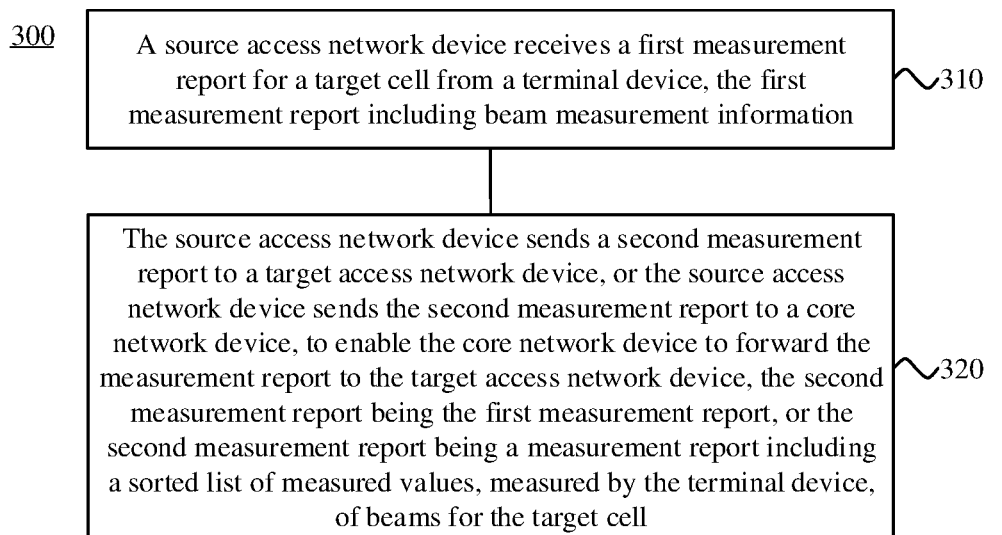 300
A source access network device receives a first measurement
report for a target cell from a terminal device, the first
measurement report including beam measurement information
310
The source access network device sends a second measurement
report to a target access network device, or the source access
network device sends the second measurement report to a core
network device, to enable the core network device to forward the
measurement report to the target access network device, the second
measurement report being the first measurement report, or the
second measurement report being a measurement report including
a sorted list of measured values, measured by the terminal device,
of beams for the target cell
320